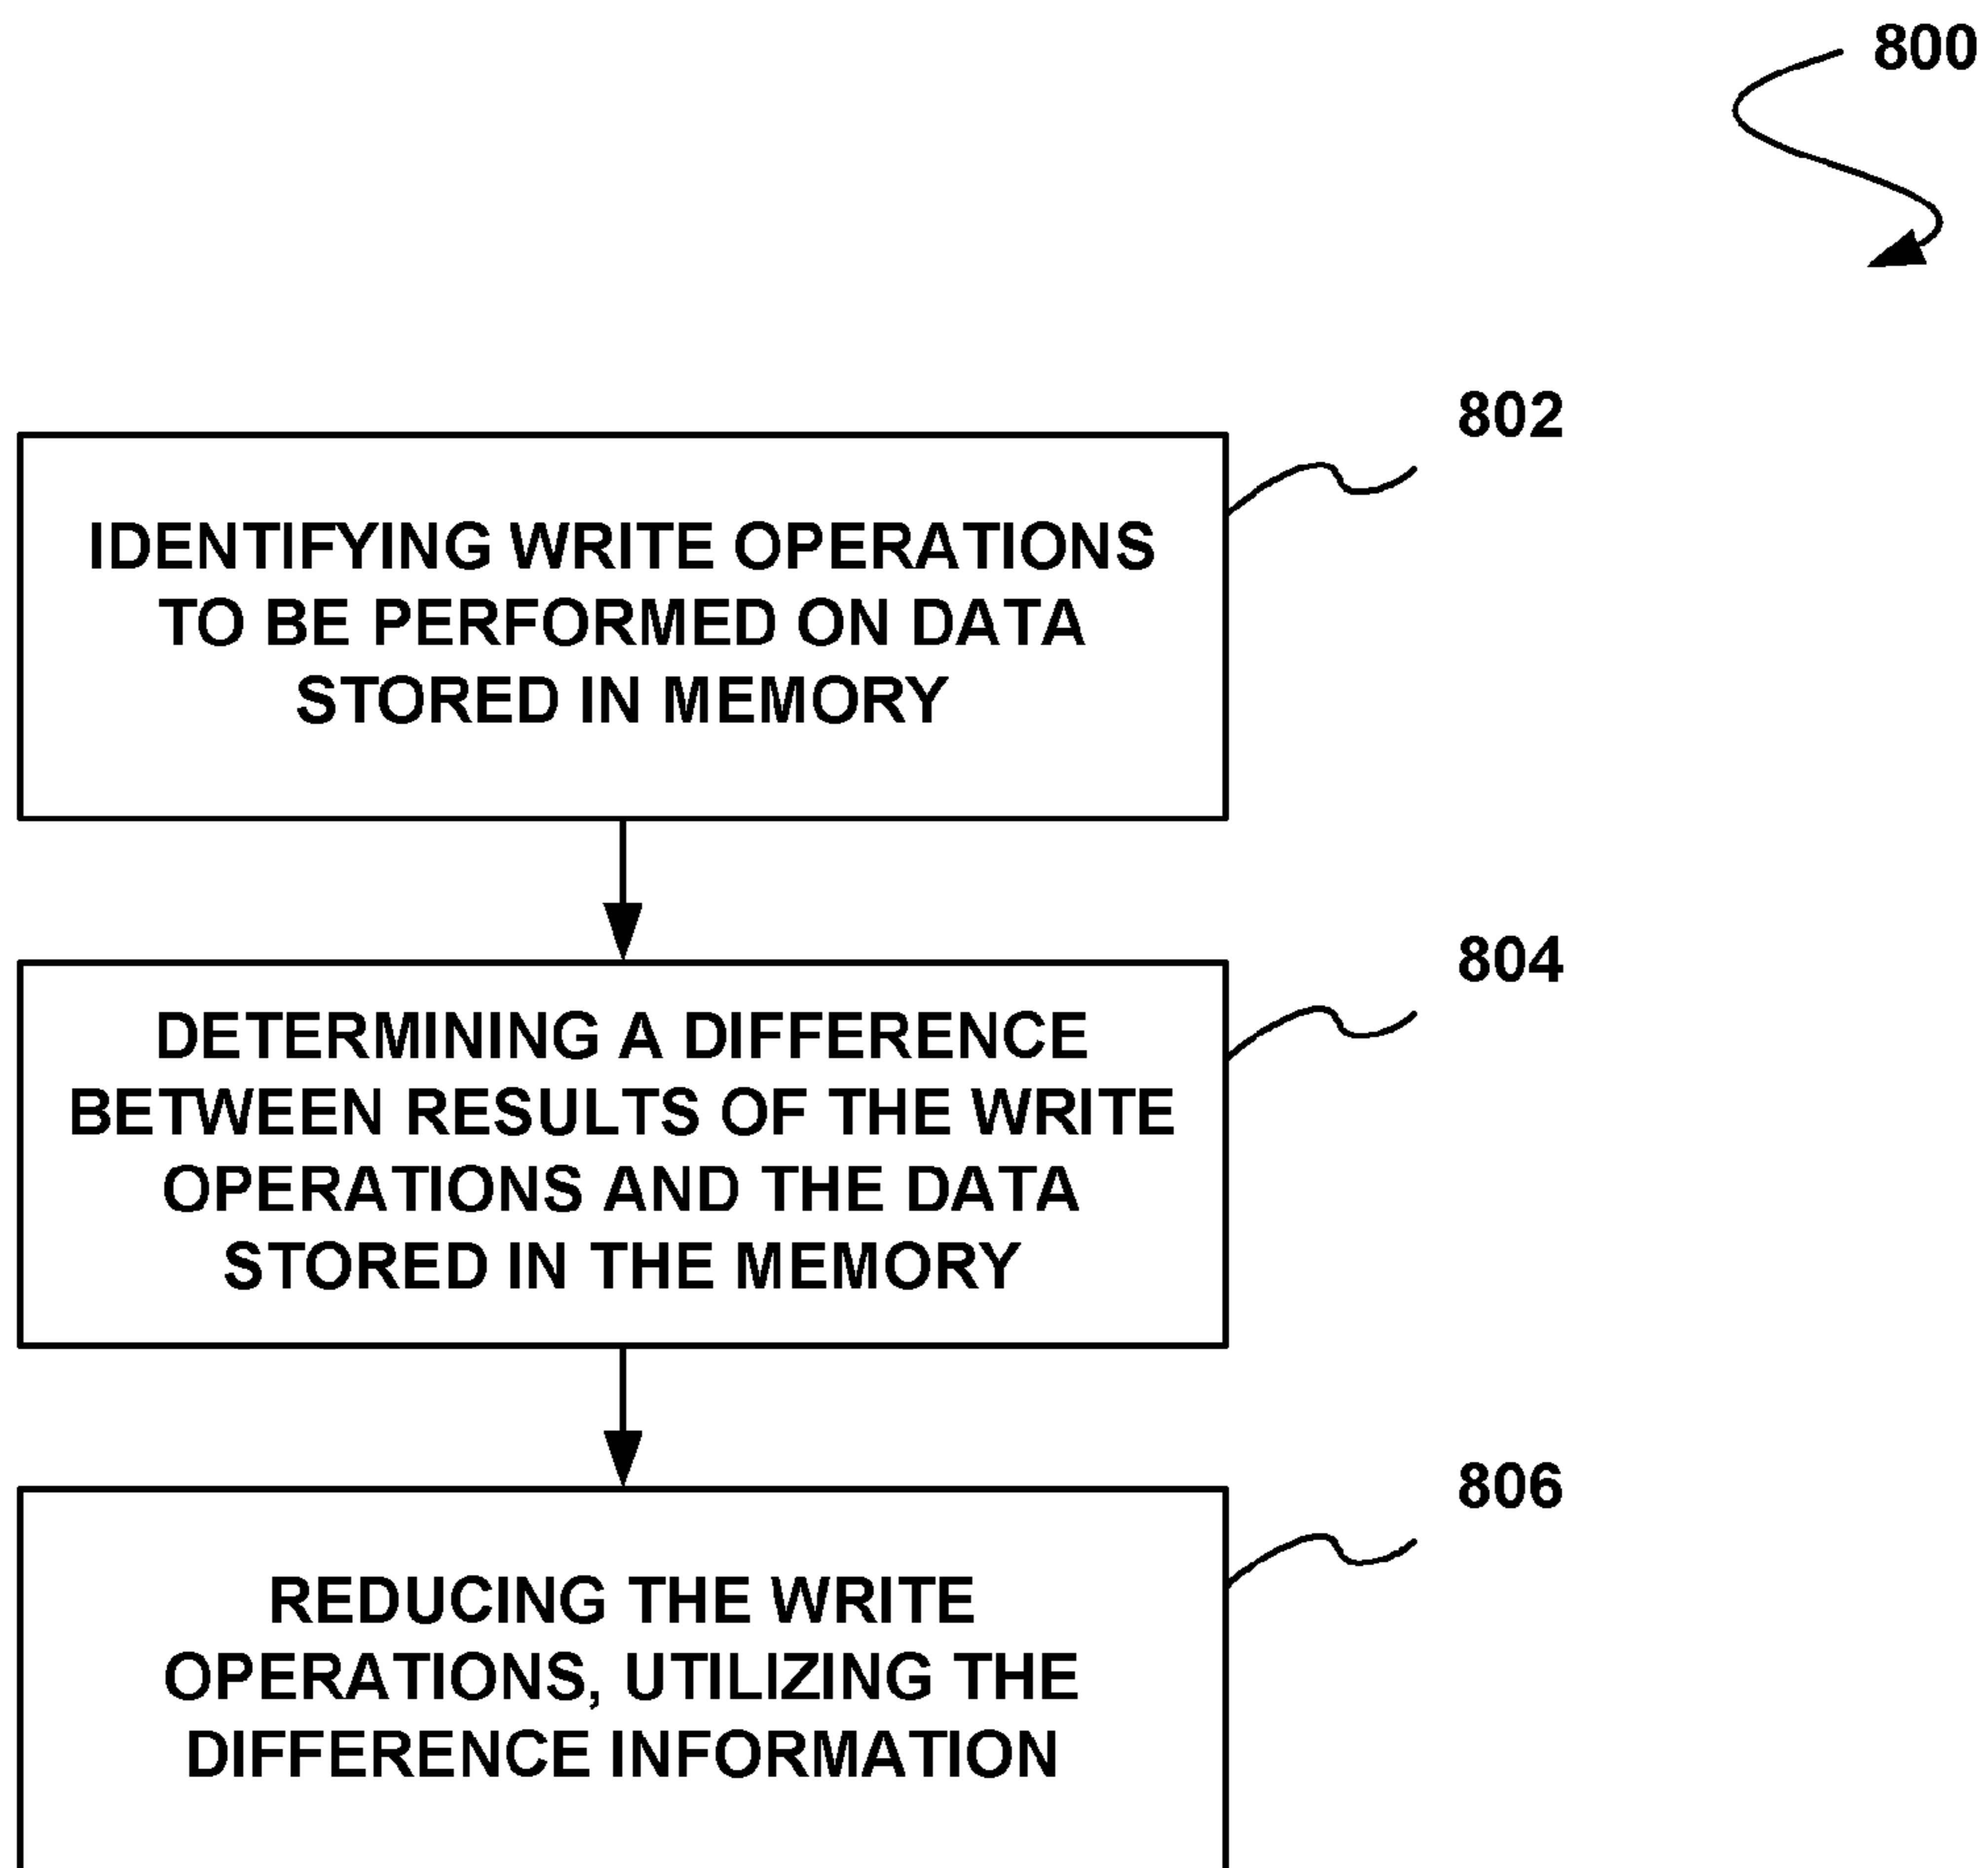 800
802
IDENTIFYING WRITE OPERATIONS
TO BE PERFORMED ON DATA
STORED IN MEMORY
804
DETERMINING A DIFFERENCE
BETWEEN RESULTS OF THE WRITE
OPERATIONS AND THE DATA
STORED IN THE MEMORY
806
REDUCING THE WRITE
OPERATIONS, UTILIZING THE
DIFFERENCE INFORMATION